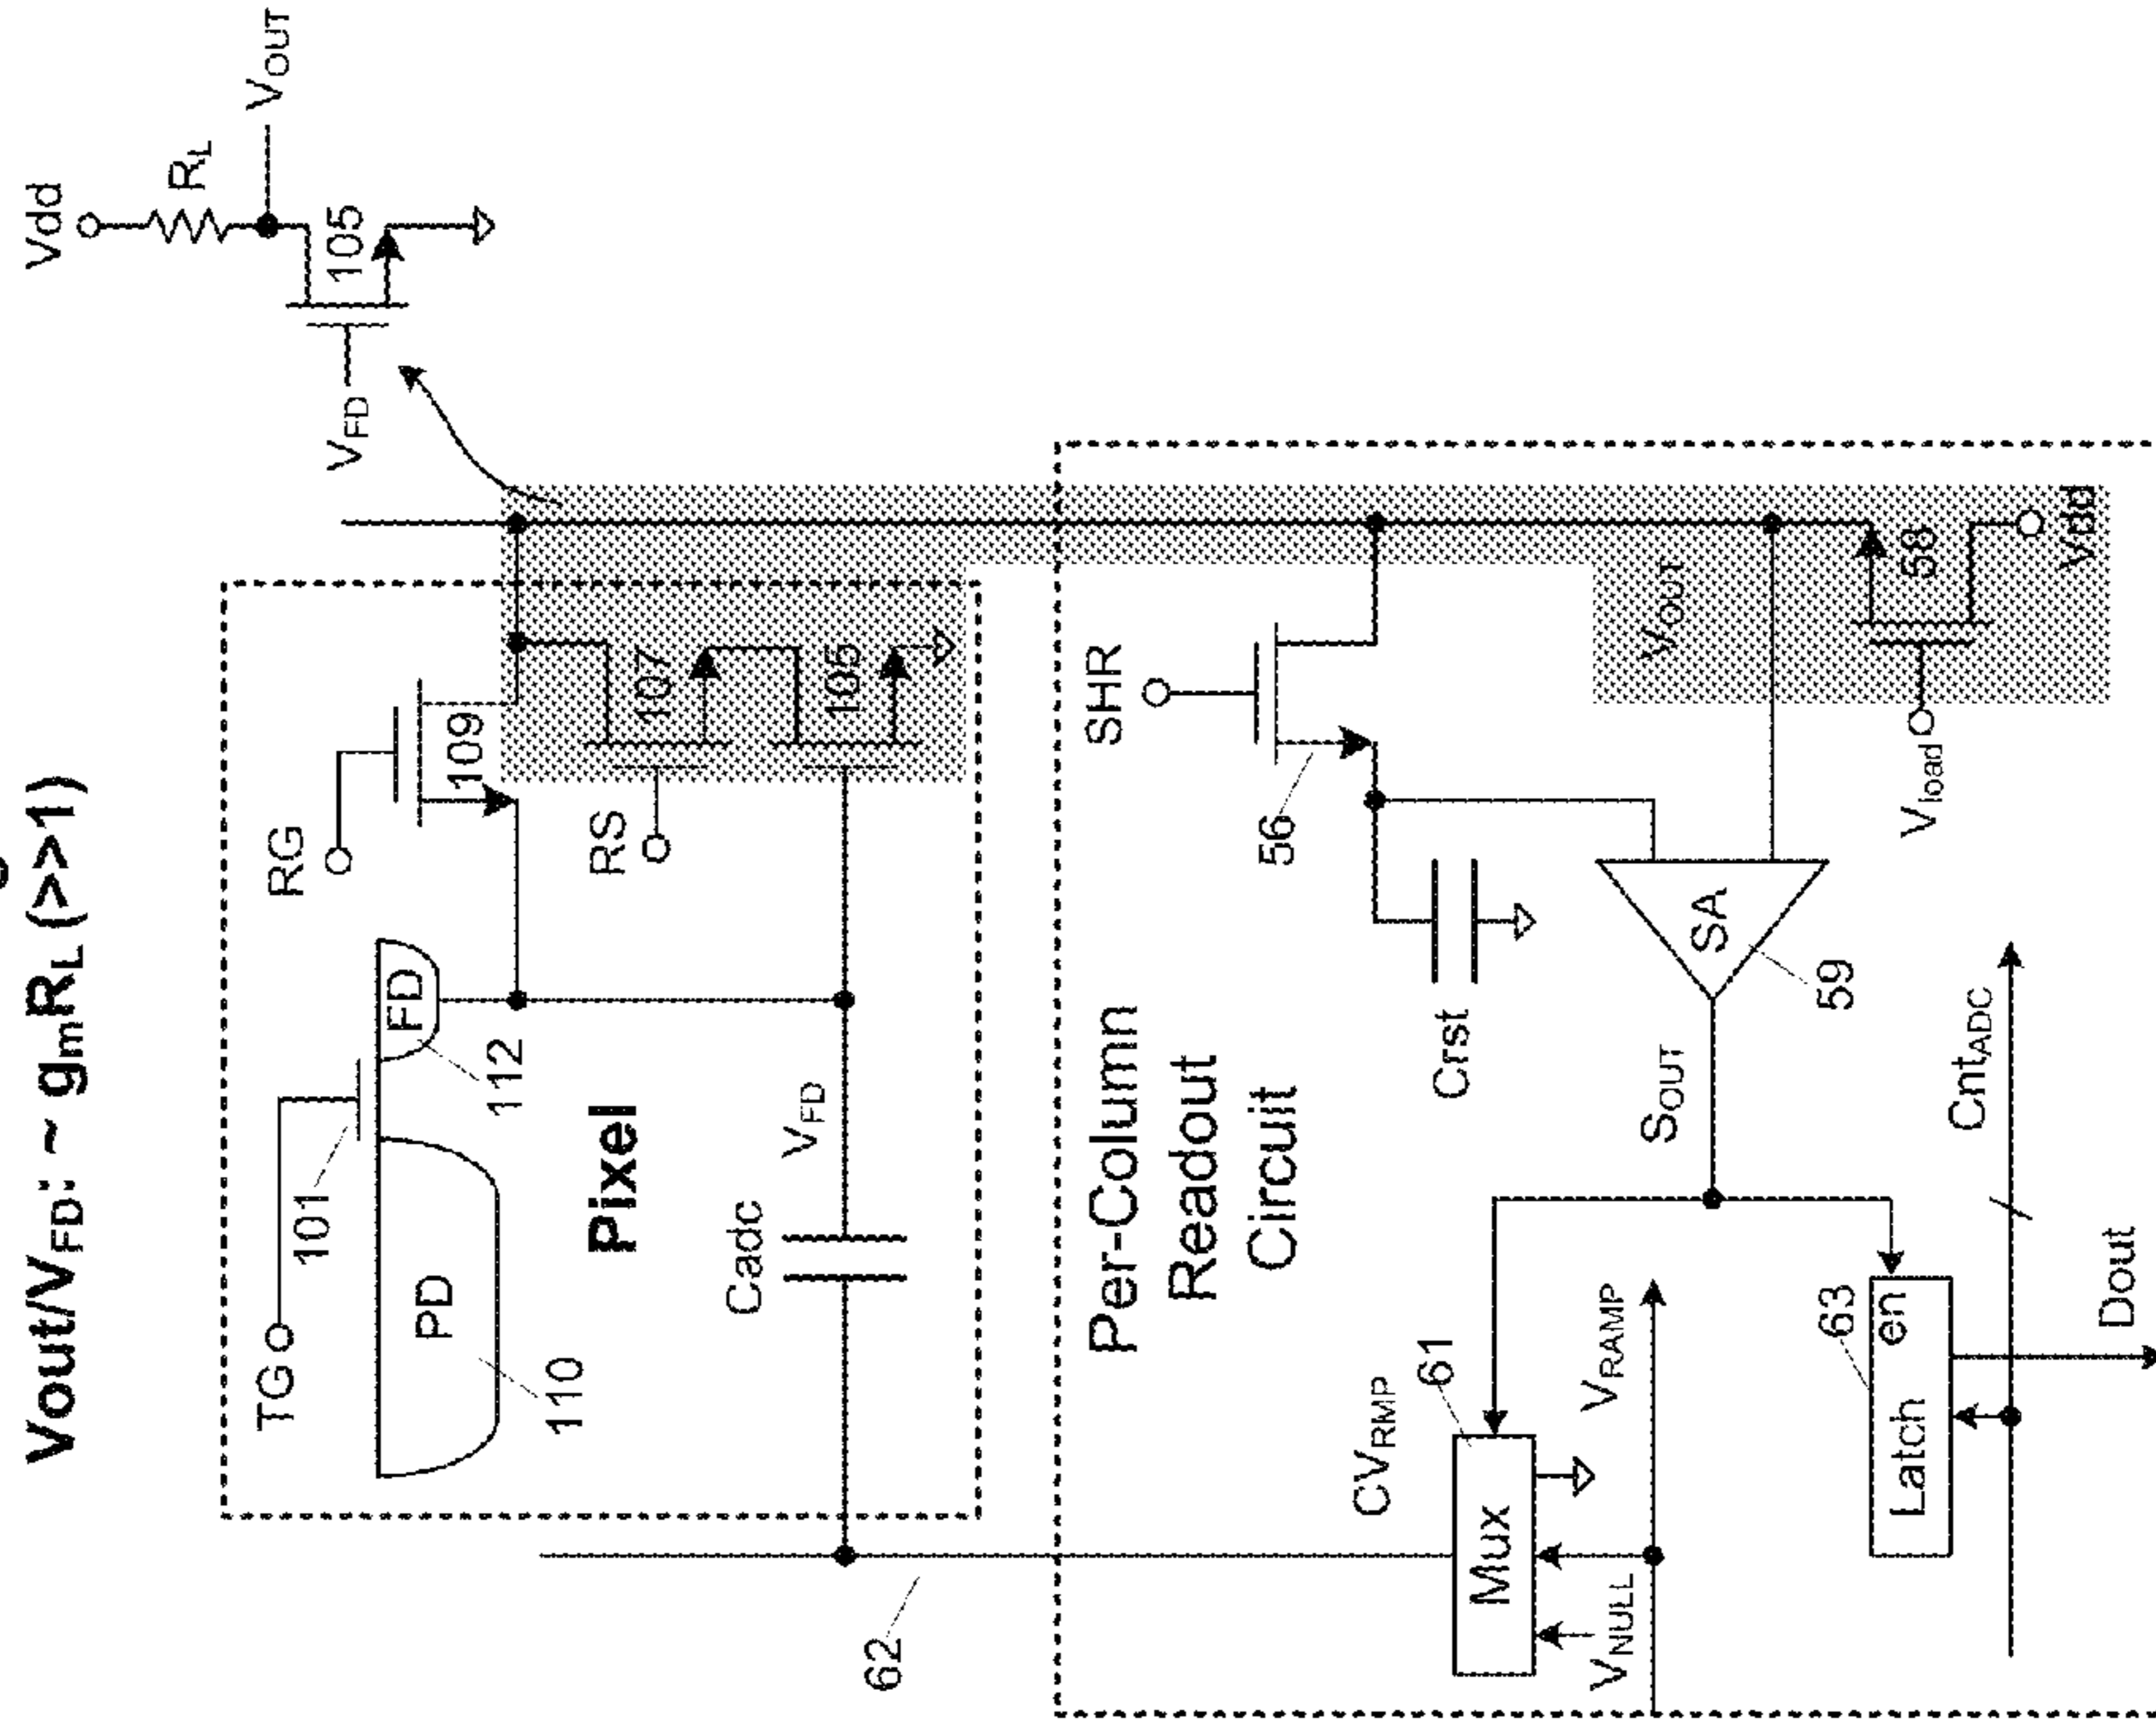 Vout/VFD: ~ gmRL (>>1)
Vdd
RL
VOUT
105
VFD
RG
109
TG
101
FD
112
PD
110
Pixel
RS
107
105
VFD
Cadc
62
Per-Column
Readout
Circuit
SHR
56
Crst
VOUT
58
Vdd
Vload
SA
59
SOUT
CVRMP
61
Mux
VNULL
VRAMP
63
en
Latch
CntADC
Dout